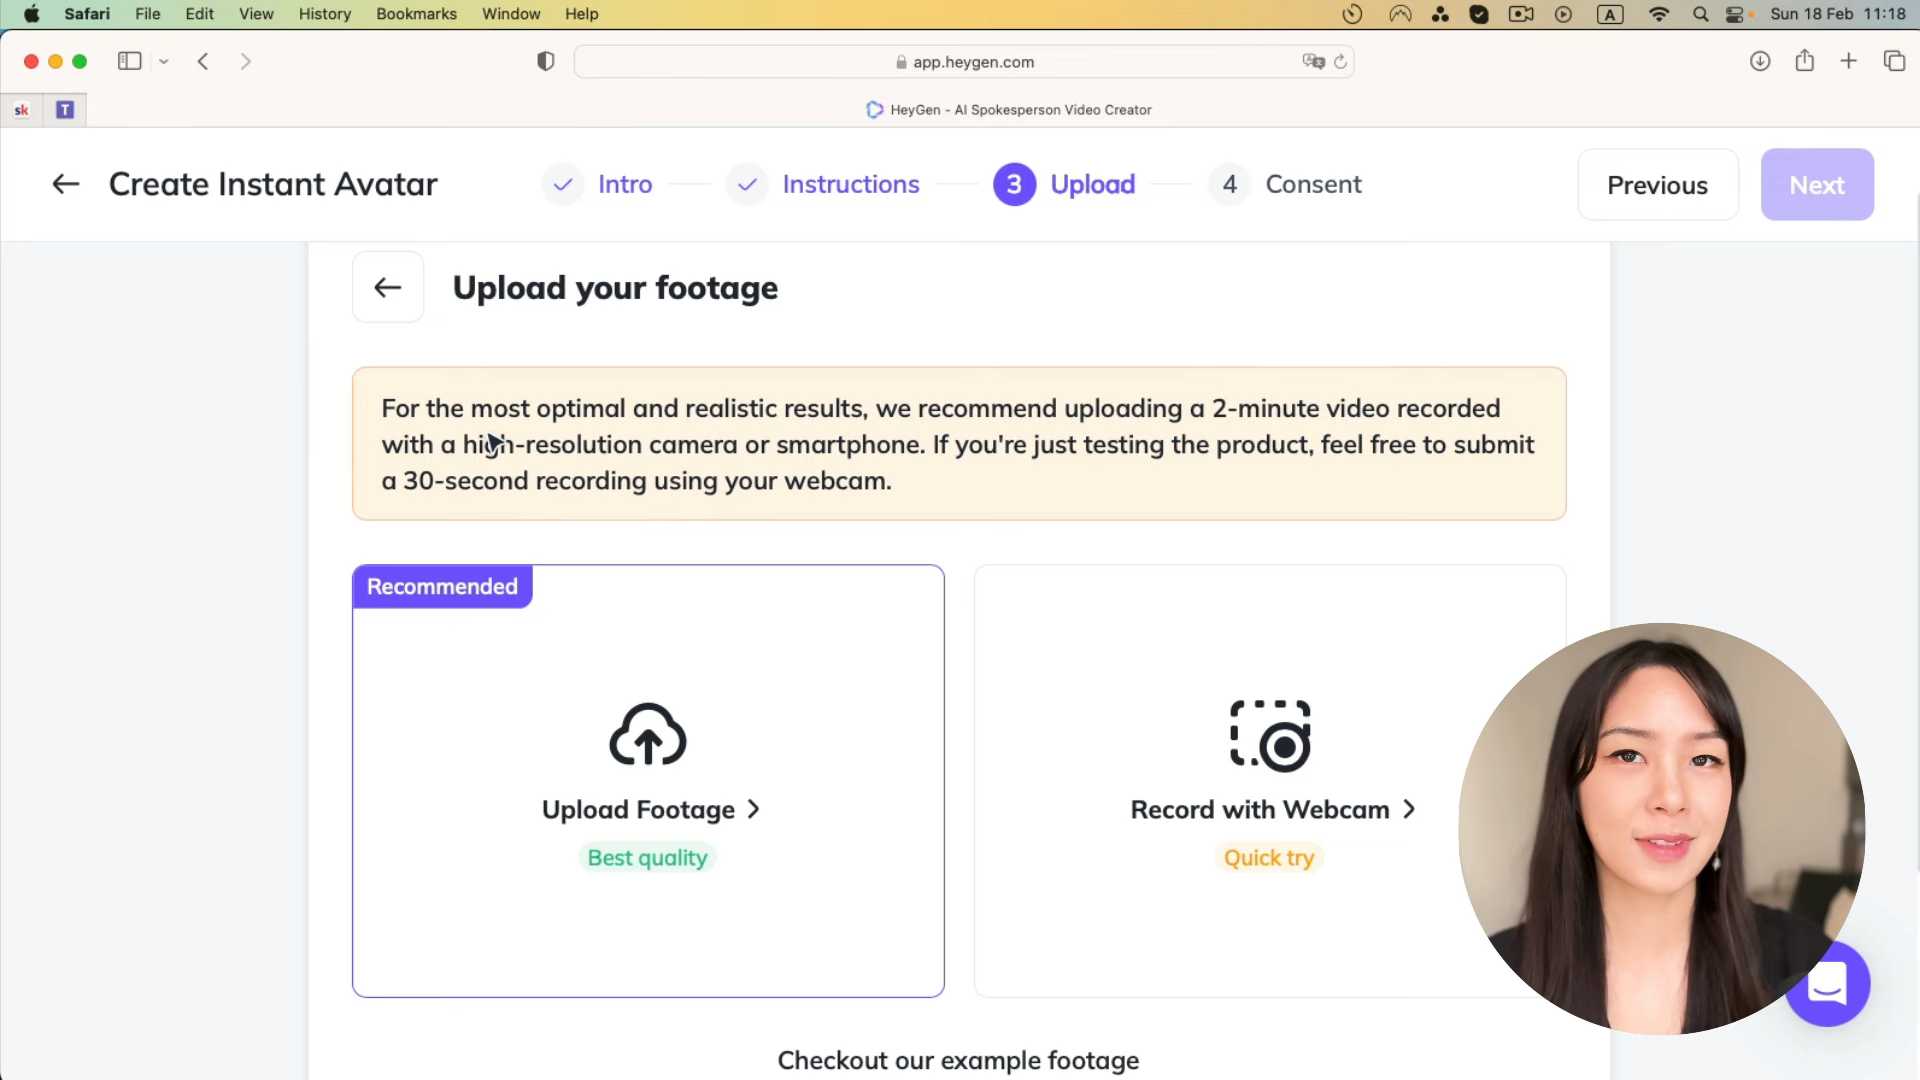 Safari File Edit View History Bookmarks Window Help
A
Sun 18 Feb 11:18
app.heygen.com
sk
T
HeyGen - AI Spokesperson Video Creator
Create Instant Avatar
Intro
Instructions
3 Upload
4 Consent
Previous
Next
Upload your footage
For the most optimal and realistic results, we recommend uploading a 2-minute video recorded
with a high-resolution camera or smartphone. If you're just testing the product, feel free to submit
a 30-second recording using your webcam.
Recommended
Upload Footage
Best quality
Record with Webcam
Quick try
Checkout our example footage